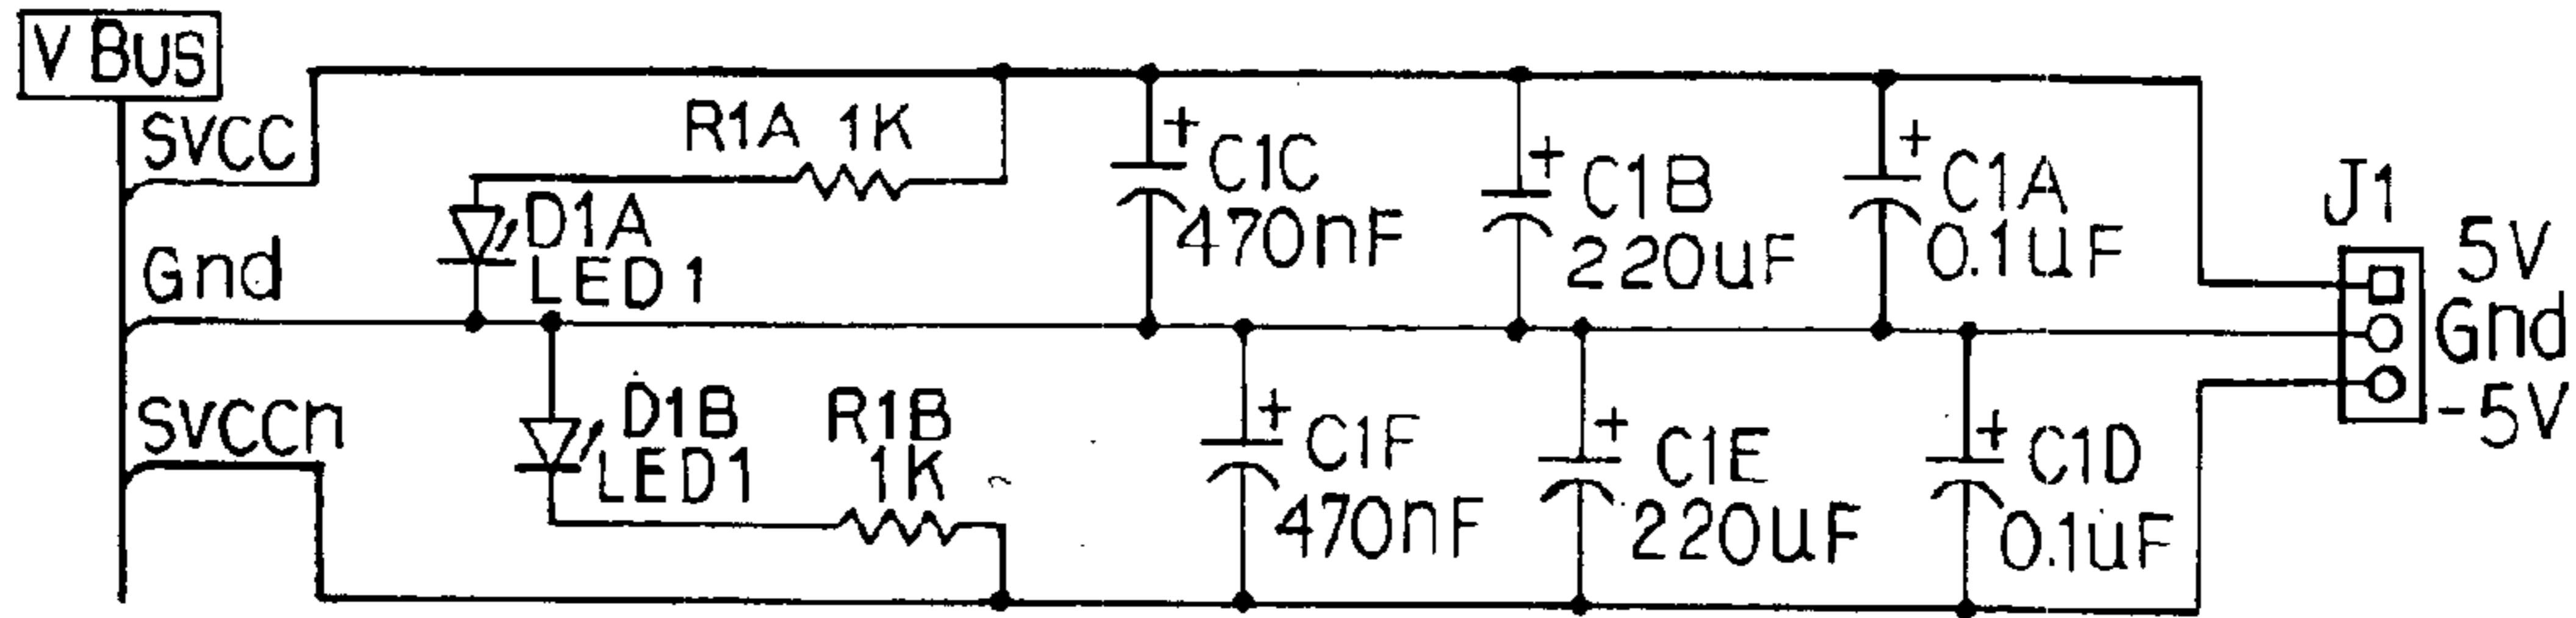 V BUS
SVCC
R1A 1K
+
C1C
470nF
+
C1B
220uF
+
C1A
0.1uF
J1
5V
Gnd
-5V
D1A
LED1
Gnd
SVCCn
D1B
LED1
R1B
1K
+
C1F
470nF
+
C1E
220uF
+
C1D
0.1uF